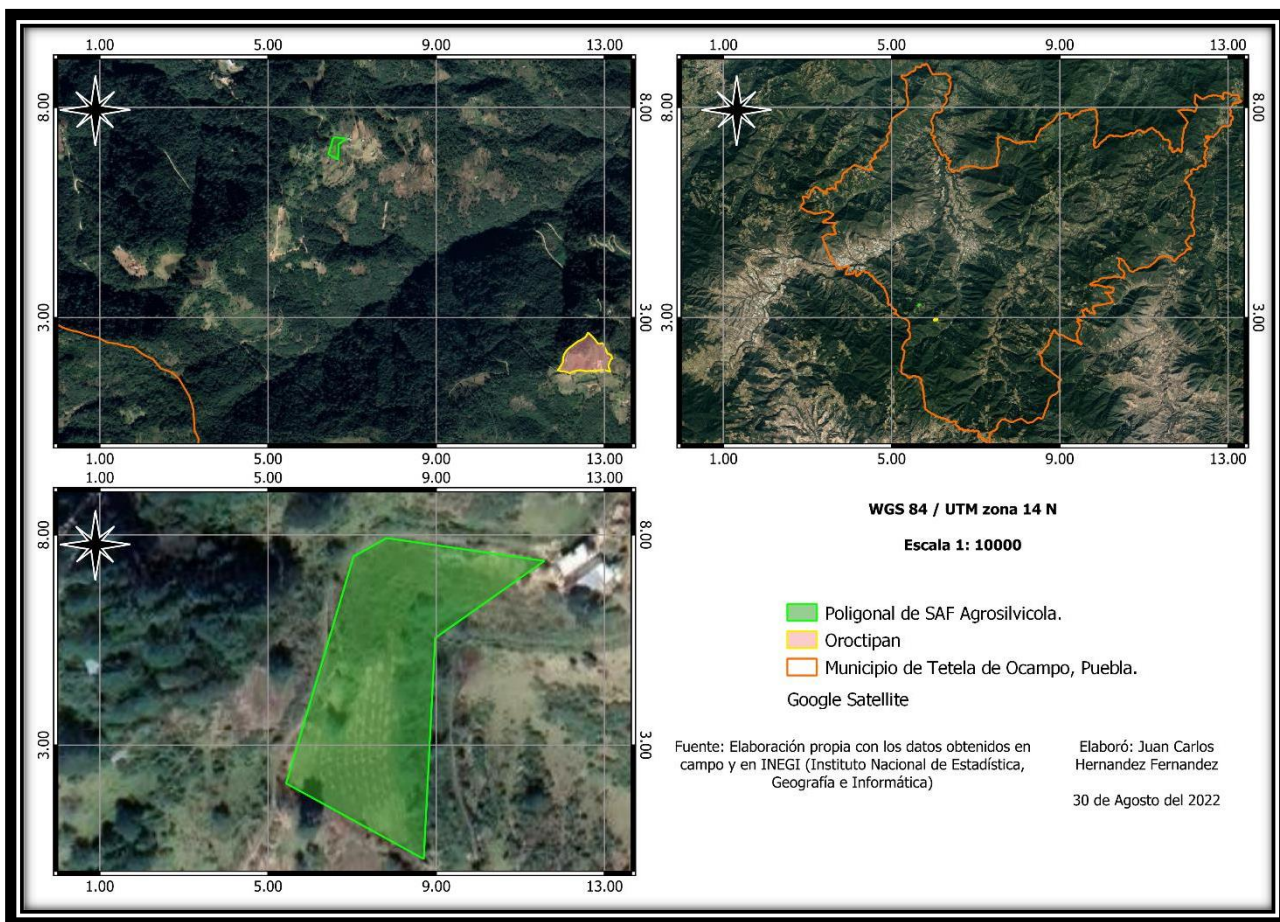 1.00 5.00 9.00 13.00
8.00 8.00
3.00 3.00
1.00 5.00 9.00 13.00
1.00 5.00 9.00 13.00
8.00 8.00
3.00 3.00
1.00 5.00 9.00 13.00
1.00 5.00 9.00 13.00
8.00 8.00
3.00 3.00
1.00 5.00 9.00 13.00
WGS 84 / UTM zona 14 N
Escala 1: 10000
Poligonal de SAF Agrosilvicola.
Oroctipan
Municipio de Tetela de Ocampo, Puebla.
Google Satellite
Fuente: Elaboración propia con los datos obtenidos en
campo y en INEGI (Instituto Nacional de Estadística,
Geografía e Informática)
Elaboró: Juan Carlos
Hernandez Fernandez
30 de Agosto del 2022